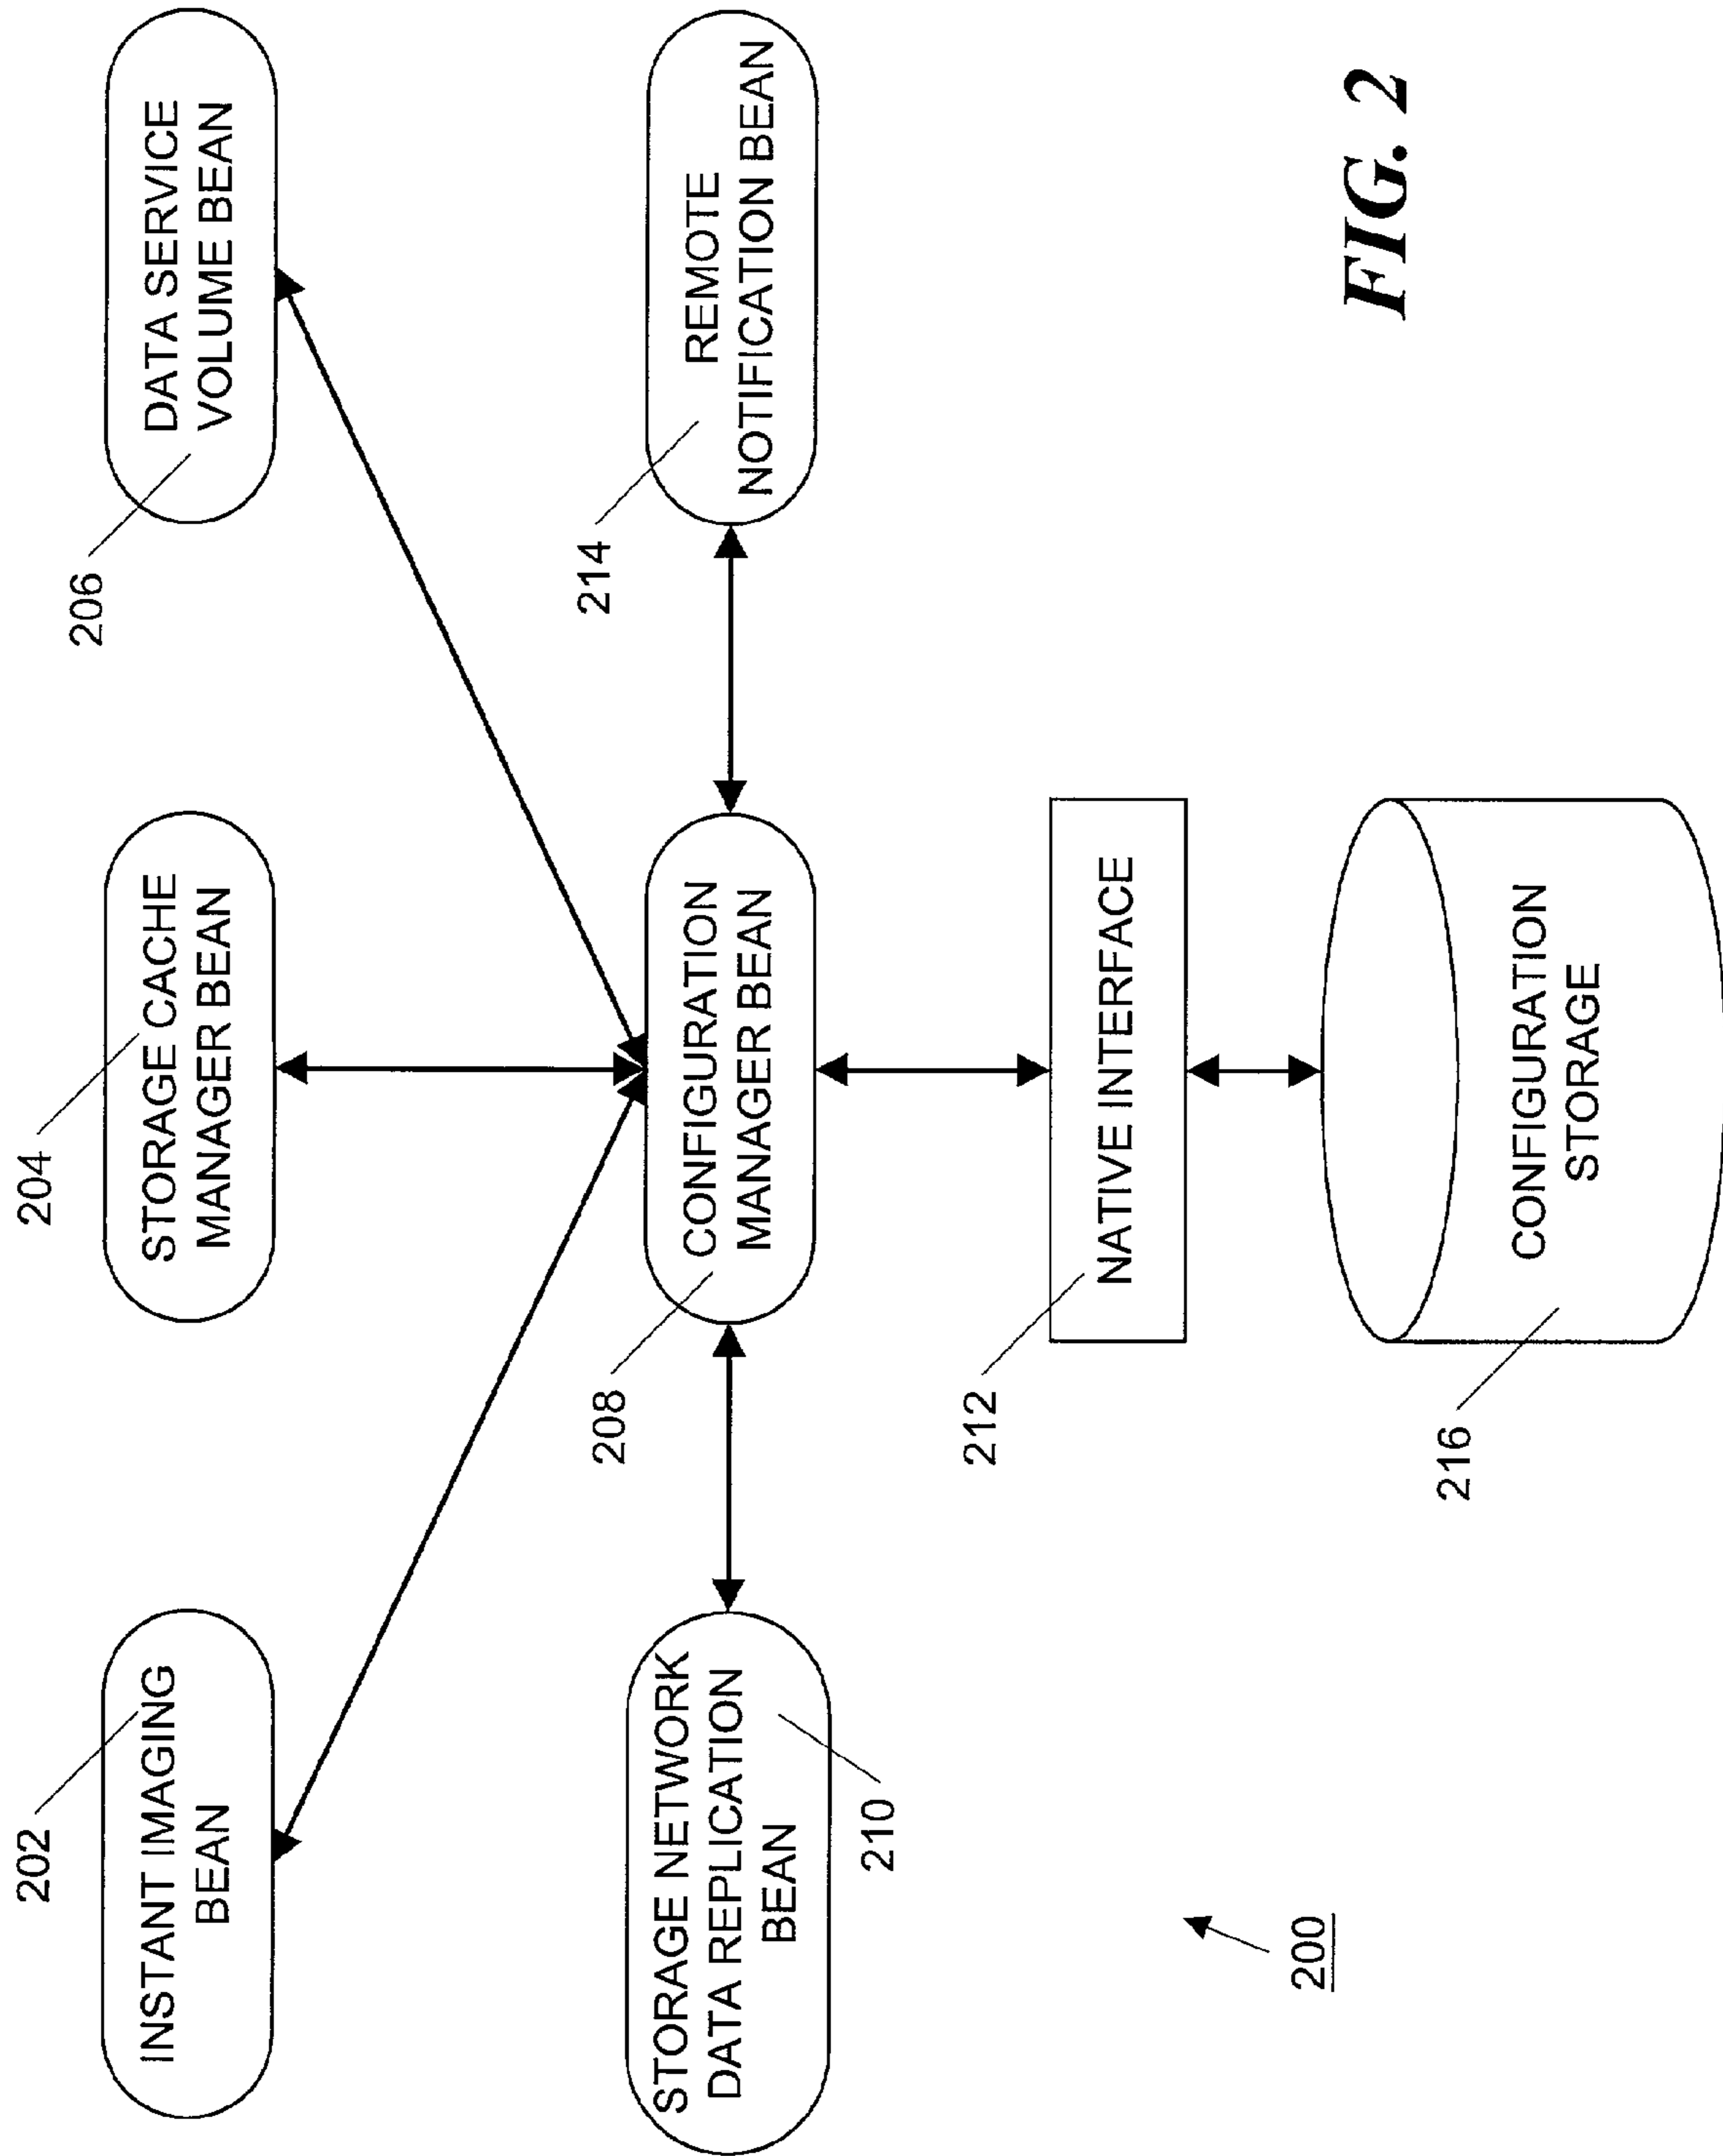 202
INSTANT IMAGING
BEAN
204
STORAGE CACHE
MANAGER BEAN
206
DATA SERVICE
VOLUME BEAN
STORAGE NETWORK
DATA REPLICATION
BEAN
210
208
CONFIGURATION
MANAGER BEAN
214
REMOTE
NOTIFICATION BEAN
212
NATIVE INTERFACE
216
CONFIGURATION
STORAGE
200
FIG. 2